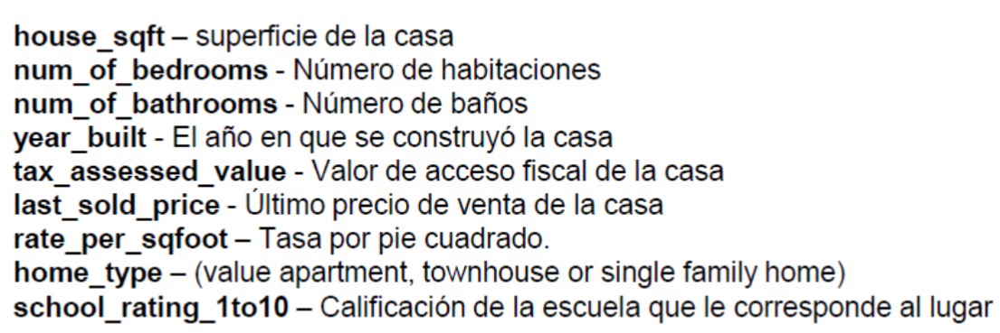 house_sqft – superficie de la casa
num_of_bedrooms - Número de habitaciones
num_of_bathrooms - Número de baños
year_built - El año en que se construyó la casa
tax_assessed_value - Valor de acceso fiscal de la casa
last_sold_price - Último precio de venta de la casa
rate_per_sqfoot – Tasa por pie cuadrado.
home_type – (value apartment, townhouse or single family home)
school_rating_1to10 – Calificación de la escuela que le corresponde al lugar